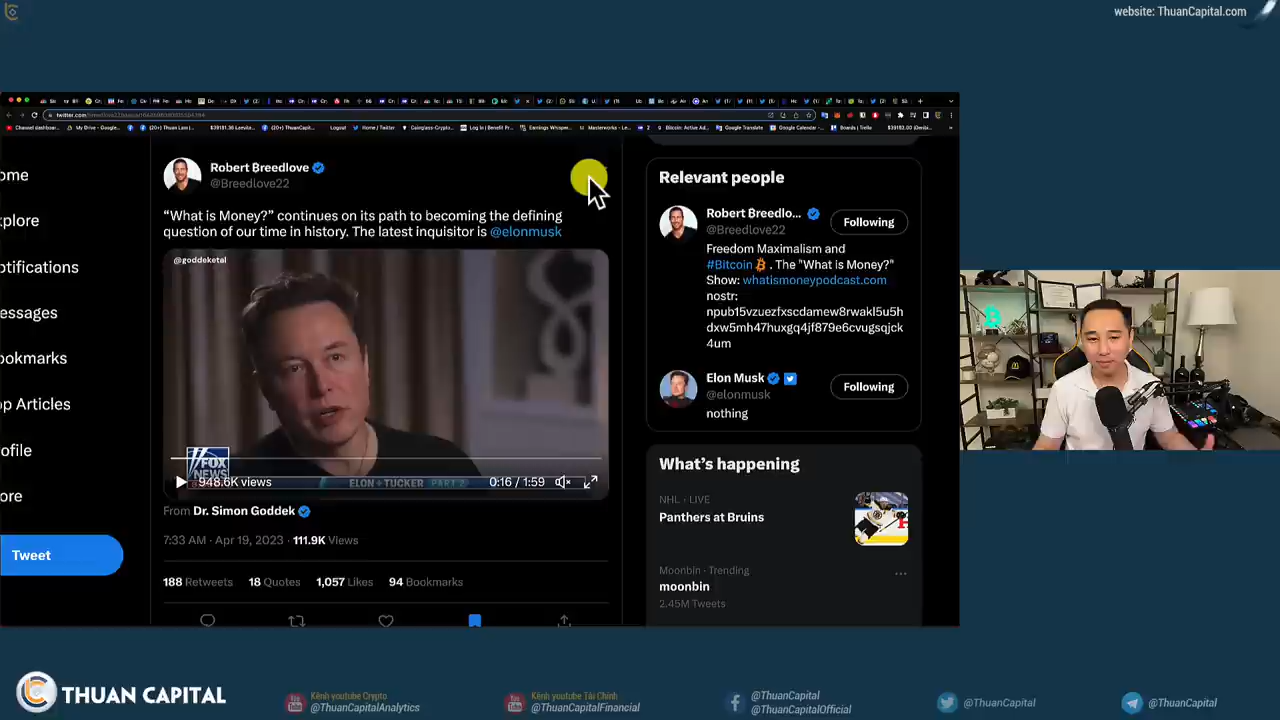 website: ThuanCapital.com
Robert Breedlove
@Breedlove22
“What is Money?” continues on its path to becoming the defining
question of our time in history. The latest inquisitor is @elonmusk
@goddeketal
FOX
NEWS
948.6K views
ELON + TUCKER PART 2
0:16 / 1:59
From Dr. Simon Goddek
7:33 AM · Apr 19, 2023 · 111.9K Views
188 Retweets 18 Quotes 1,057 Likes 94 Bookmarks
ome
plore
otifications
essages
ookmarks
op Articles
ofile
ore
Tweet
Relevant people
Robert Breedlo...
@Breedlove22
Following
Freedom Maximalism and
#Bitcoin . The "What is Money?"
Show: whatismoneypodcast.com
nostr:
npub15vzuezfxscdamew8rwakl5u5h
dxw5mh47huxgq4jf879e6cvugsqjck
4um
Elon Musk
@elonmusk
Following
nothing
What’s happening
NHL · LIVE
Panthers at Bruins
Moonbin · Trending
moonbin
2.45M Tweets
THUAN CAPITAL
Kênh youtube Crypto
@ThuanCapitalAnalytics
Kênh youtube Tài Chính
@ThuanCapitalFinancial
@ThuanCapital
@ThuanCapitalOfficial
@ThuanCapital
@ThuanCapital